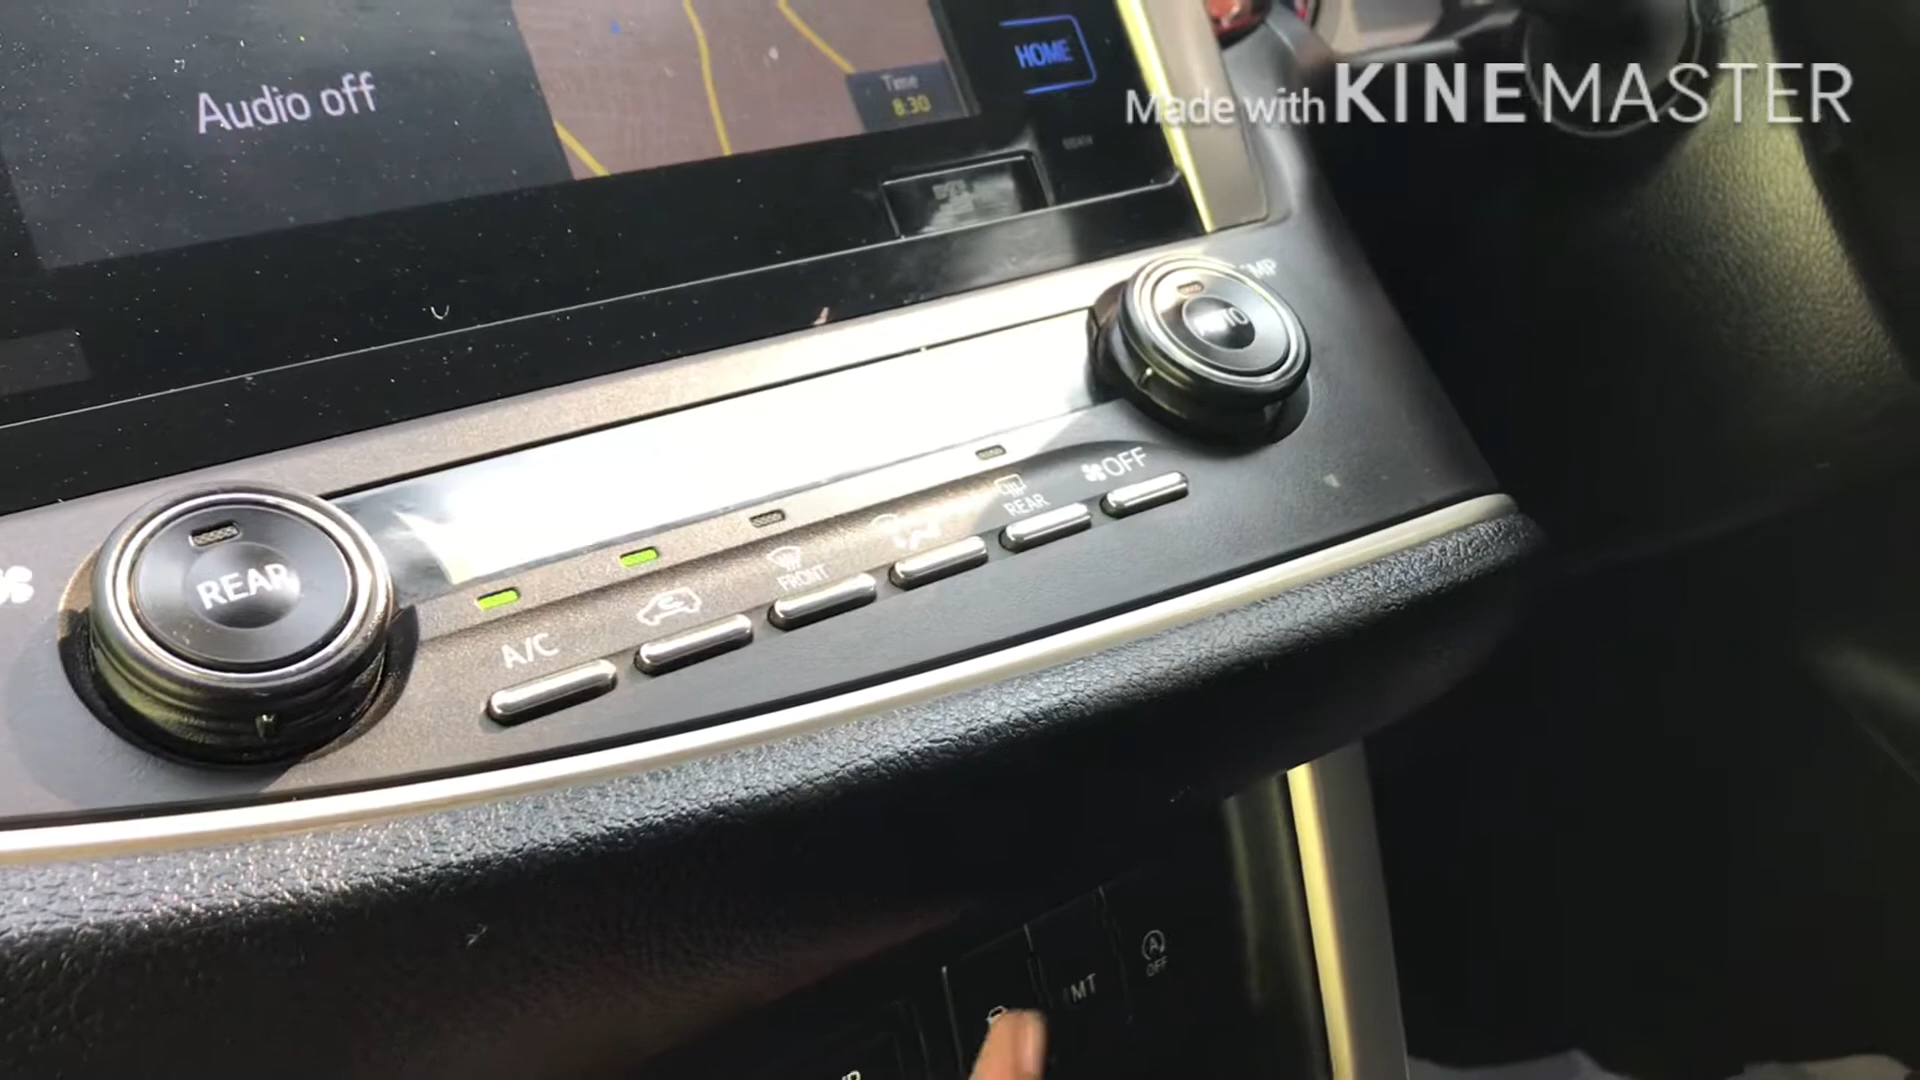 Audio off
Time
8:30
HOME
Made with KINEMASTER
AUTO
REAR
A/C
FRONT
REAR
OFF
MT
A
OFF